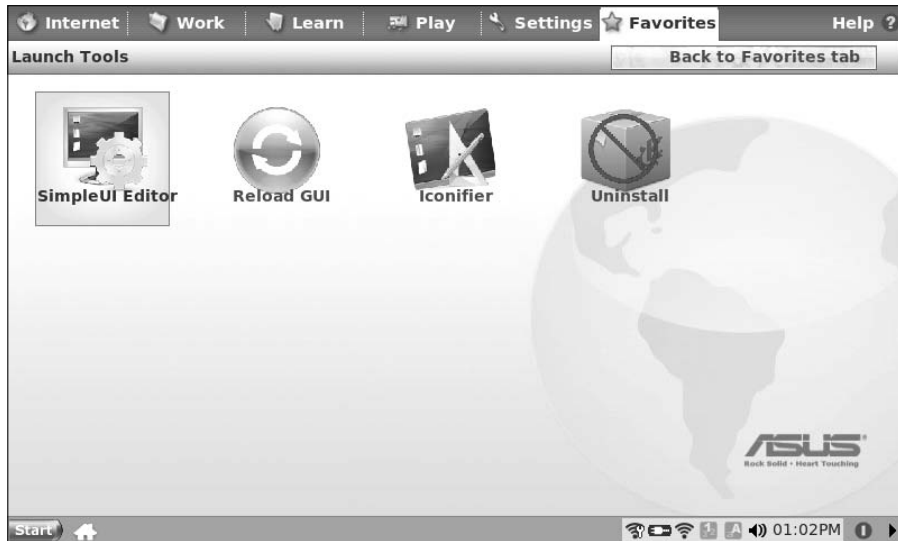 Internet Work Learn Play Settings Favorites Help ?
Launch Tools Back to Favorites tab
SimpleUI Editor Reload GUI Iconifier Uninstall
ASUS
Rock Solid • Heart Touching
Start 1 A 01:02PM